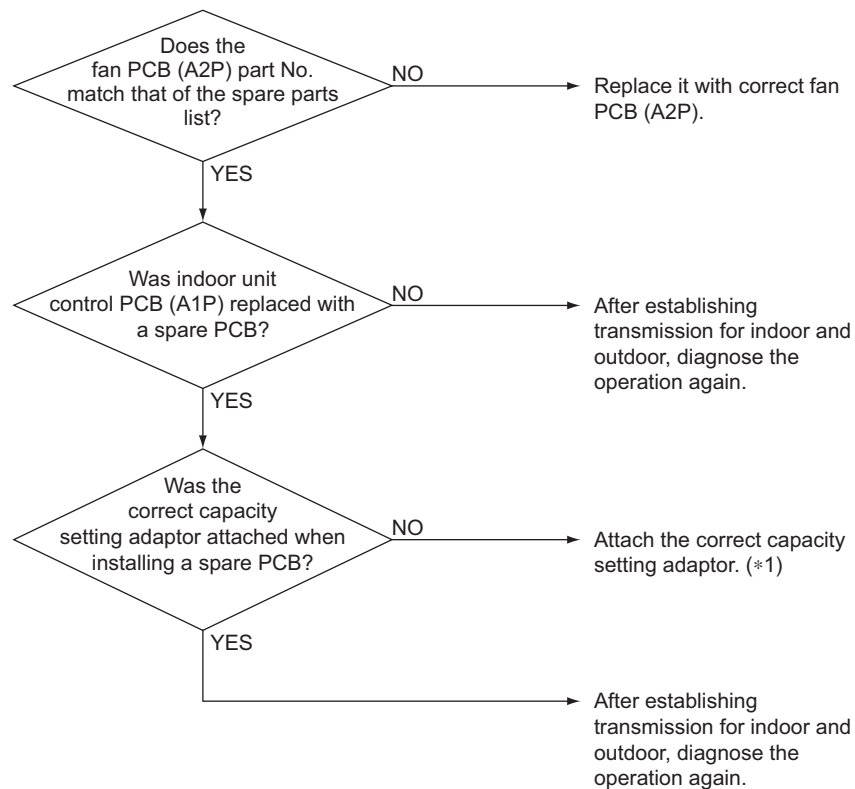 Does the
fan PCB (A2P) part No.
match that of the spare parts
list?
NO
Replace it with correct fan
PCB (A2P).
YES
Was indoor unit
control PCB (A1P) replaced with
a spare PCB?
NO
After establishing
transmission for indoor and
outdoor, diagnose the
operation again.
YES
Was the
correct capacity
setting adaptor attached when
installing a spare PCB?
NO
Attach the correct capacity
setting adaptor. (*1)
YES
After establishing
transmission for indoor and
outdoor, diagnose the
operation again.